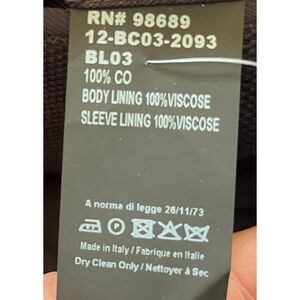 RN# 98689
12-BC03-2093
BL03
100% CO
BODY LINING 100%VISCOSE
SLEEVE LINING 100%VISCOSE
A norma di legge 26/11/73
Made in Italy / Fabrique en Italie
Dry Clean Only / Nettoyer à Sec